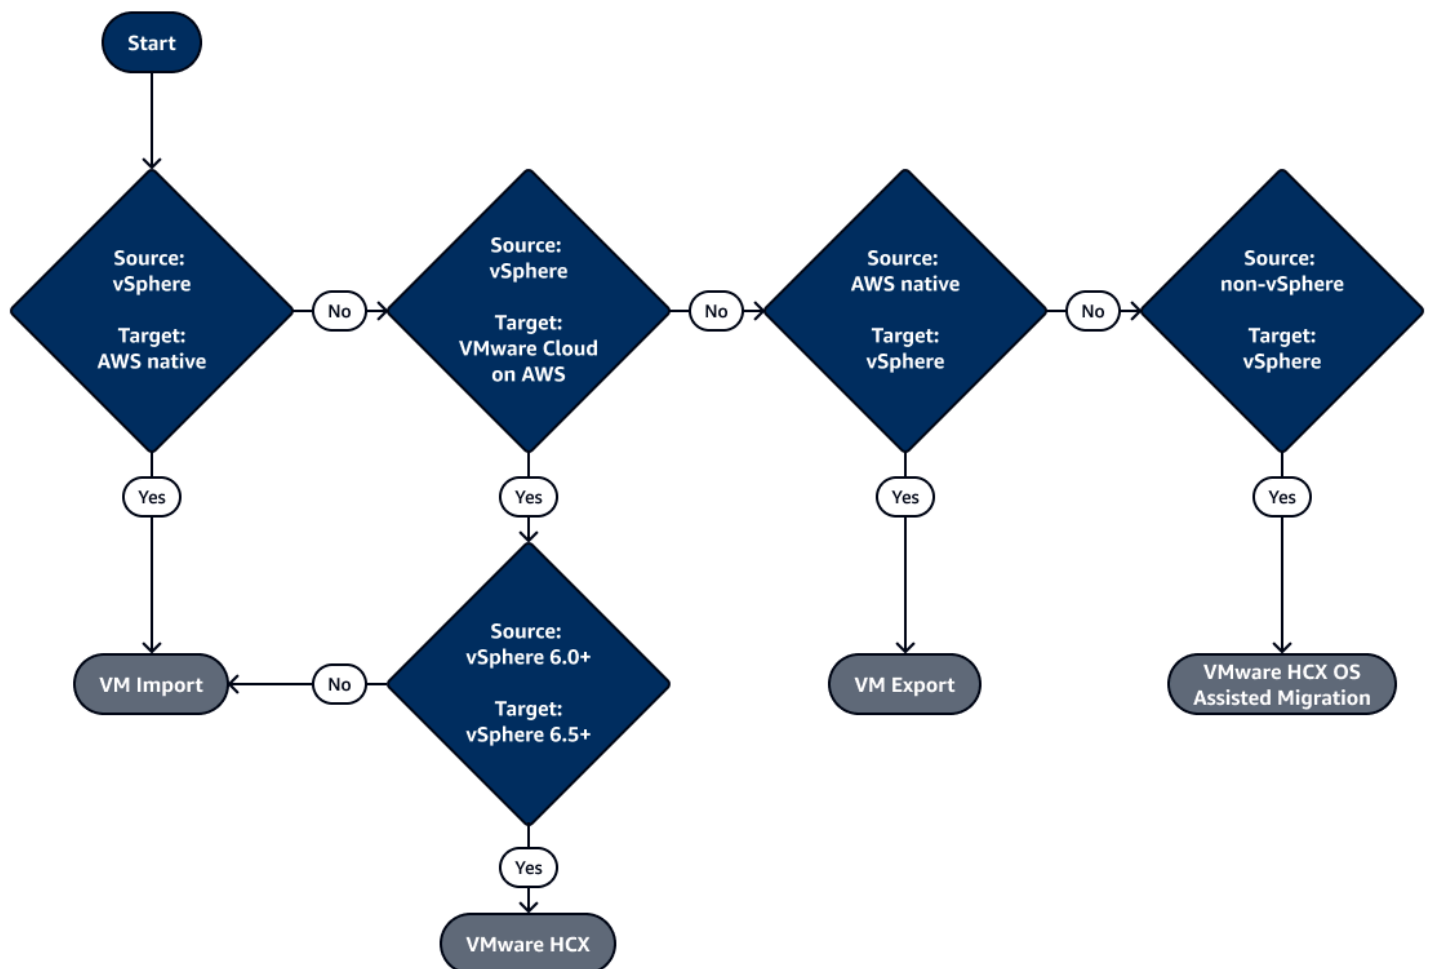 Start
Source:
vSphere
Target:
AWS native
No
Source:
vSphere
Target:
VMware Cloud
on AWS
No
Source:
AWS native
Target:
vSphere
No
Source:
non-vSphere
Target:
vSphere
Yes
Yes
Yes
Yes
VM Import
No
Source:
vSphere 6.0+
Target:
vSphere 6.5+
VM Export
VMware HCX OS
Assisted Migration
Yes
VMware HCX